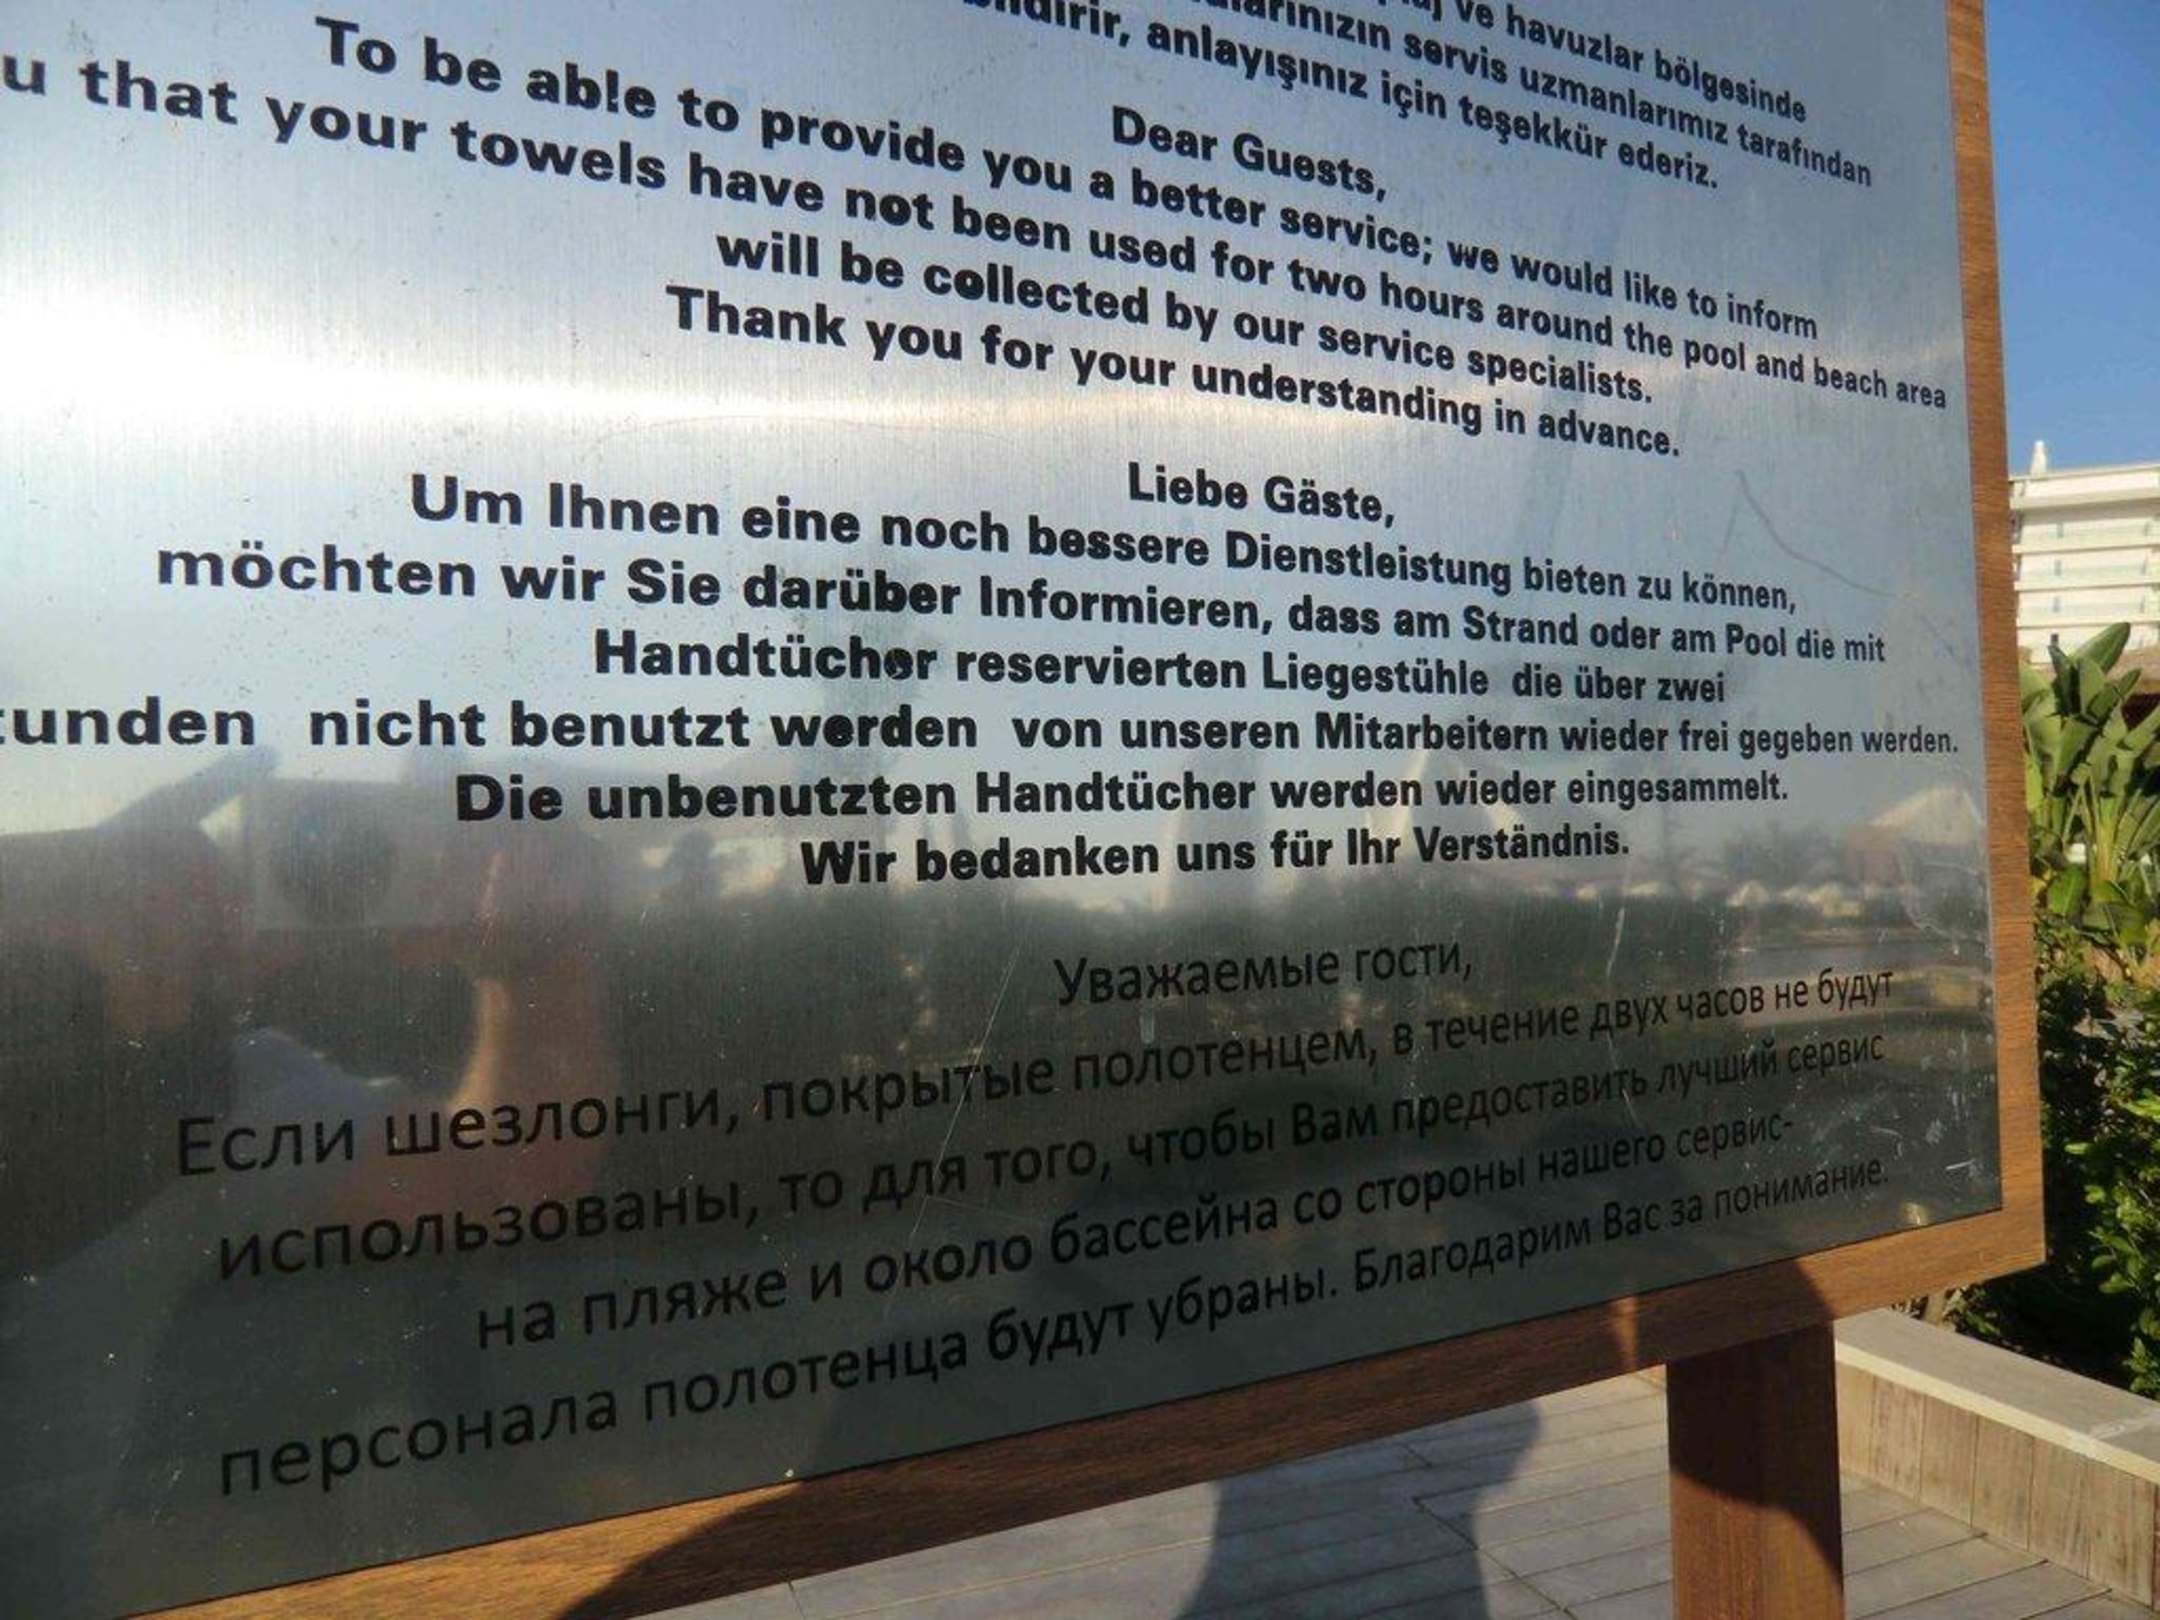 ve havuzlar bölgesinde
servis uzmanlarımız tarafından
anlayışınız için teşekkür ederiz.
Dear Guests,
To be able to provide you a better service; we would like to inform
u that your towels have not been used for two hours around the pool and beach area
will be collected by our service specialists.
Thank you for your understanding in advance.
Liebe Gäste,
Um Ihnen eine noch bessere Dienstleistung bieten zu können,
möchten wir Sie darüber Informieren, dass am Strand oder am Pool die mit
Handtücher reservierten Liegestühle die über zwei
tunden nicht benutzt werden von unseren Mitarbeitern wieder frei gegeben werden.
Die unbenutzten Handtücher werden wieder eingesammelt.
Wir bedanken uns für Ihr Verständnis.
Уважаемые гости,
Если шезлонги, покрытые полотенцем, в течение двух часов не будут
использованы, то для того, чтобы Вам предоставить лучший сервис
на пляже и около бассейна со стороны нашего сервис-
персонала полотенца будут убраны. Благодарим Вас за понимание.